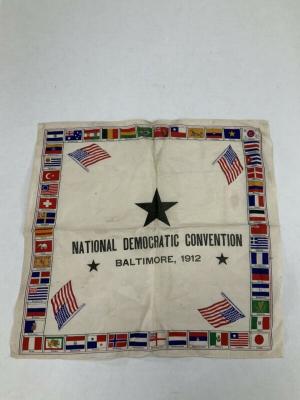 NATIONAL DEMOCRATIC CONVENTION
BALTIMORE, 1912